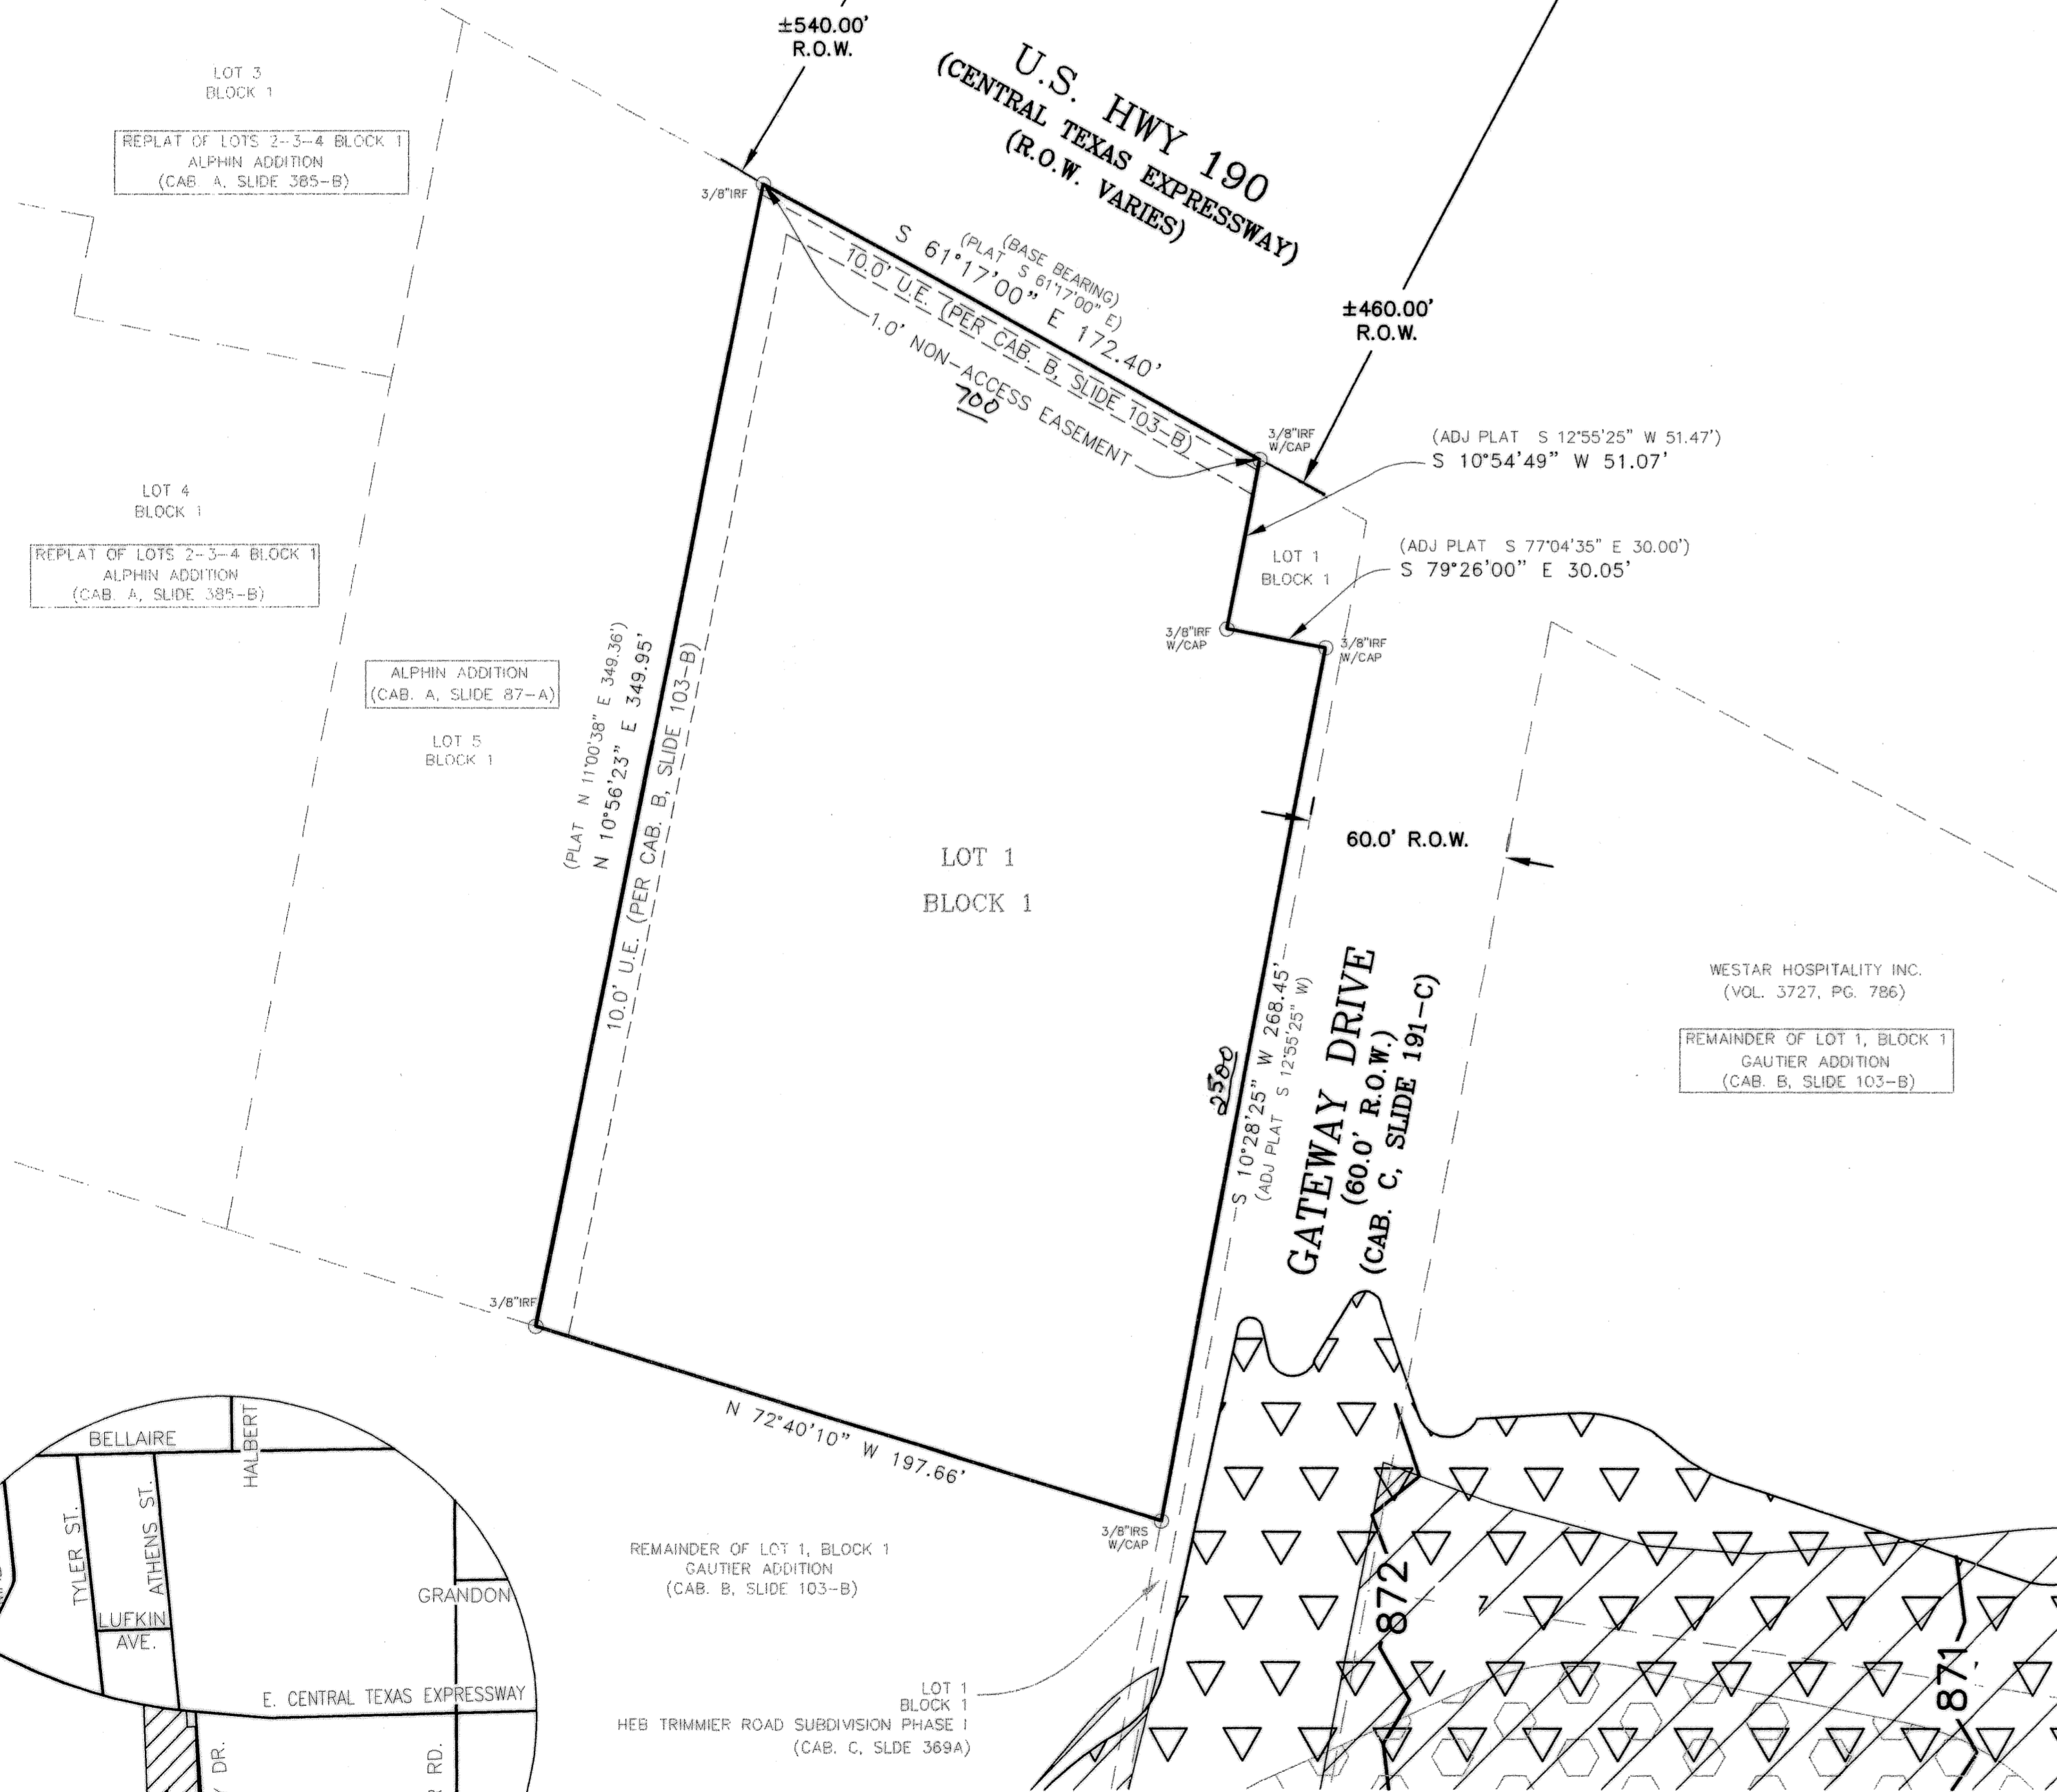 ±540.00'
R.O.W.
U.S. HWY 190
(CENTRAL TEXAS EXPRESSWAY)
(R.O.W. VARIES)
LOT 3
BLOCK 1
REPLAT OF LOTS 2-3-4 BLOCK 1
ALPHIN ADDITION
(CAB. A, SLIDE 385-B)
3/8"IRF
(BASE BEARING)
(PLAT S 61°17'00" E)
S 61°17'00" E 172.40'
10.0' U.E. (PER CAB. B, SLIDE 103-B)
1.0' NON-ACCESS EASEMENT
700
±460.00'
R.O.W.
3/8"IRF
W/CAP
(ADJ PLAT S 12°55'25" W 51.47')
S 10°54'49" W 51.07'
(ADJ PLAT S 77°04'35" E 30.00')
S 79°26'00" E 30.05'
LOT 1
BLOCK 1
3/8"IRF
W/CAP
3/8"IRF
W/CAP
LOT 4
BLOCK 1
REPLAT OF LOTS 2-3-4 BLOCK 1
ALPHIN ADDITION
(CAB. A, SLIDE 385-B)
ALPHIN ADDITION
(CAB. A, SLIDE 87-A)
LOT 5
BLOCK 1
(PLAT N 11°00'38" E 349.36')
N 10°56'23" E 349.95'
10.0' U.E. (PER CAB. B, SLIDE 103-B)
LOT 1
BLOCK 1
60.0' R.O.W.
2500
S 10°28'25" W 268.45'
(ADJ PLAT S 12°55'25" W)
GATEWAY DRIVE
(60.0' R.O.W.)
(CAB. C, SLIDE 191-C)
WESTAR HOSPITALITY INC.
(VOL. 3727, PG. 786)
REMAINDER OF LOT 1, BLOCK 1
GAUTIER ADDITION
(CAB. B, SLIDE 103-B)
3/8"IRF
N 72°40'10" W 197.66'
3/8"IRS
W/CAP
REMAINDER OF LOT 1, BLOCK 1
GAUTIER ADDITION
(CAB. B, SLIDE 103-B)
LOT 1
BLOCK 1
HEB TRIMMIER ROAD SUBDIVISION PHASE I
(CAB. C, SLDE 369A)
872
871
BELLAIRE
HALBERT
TYLER ST.
ATHENS ST.
LUFKIN
AVE.
GRANDON
E. CENTRAL TEXAS EXPRESSWAY
DR.
RD.